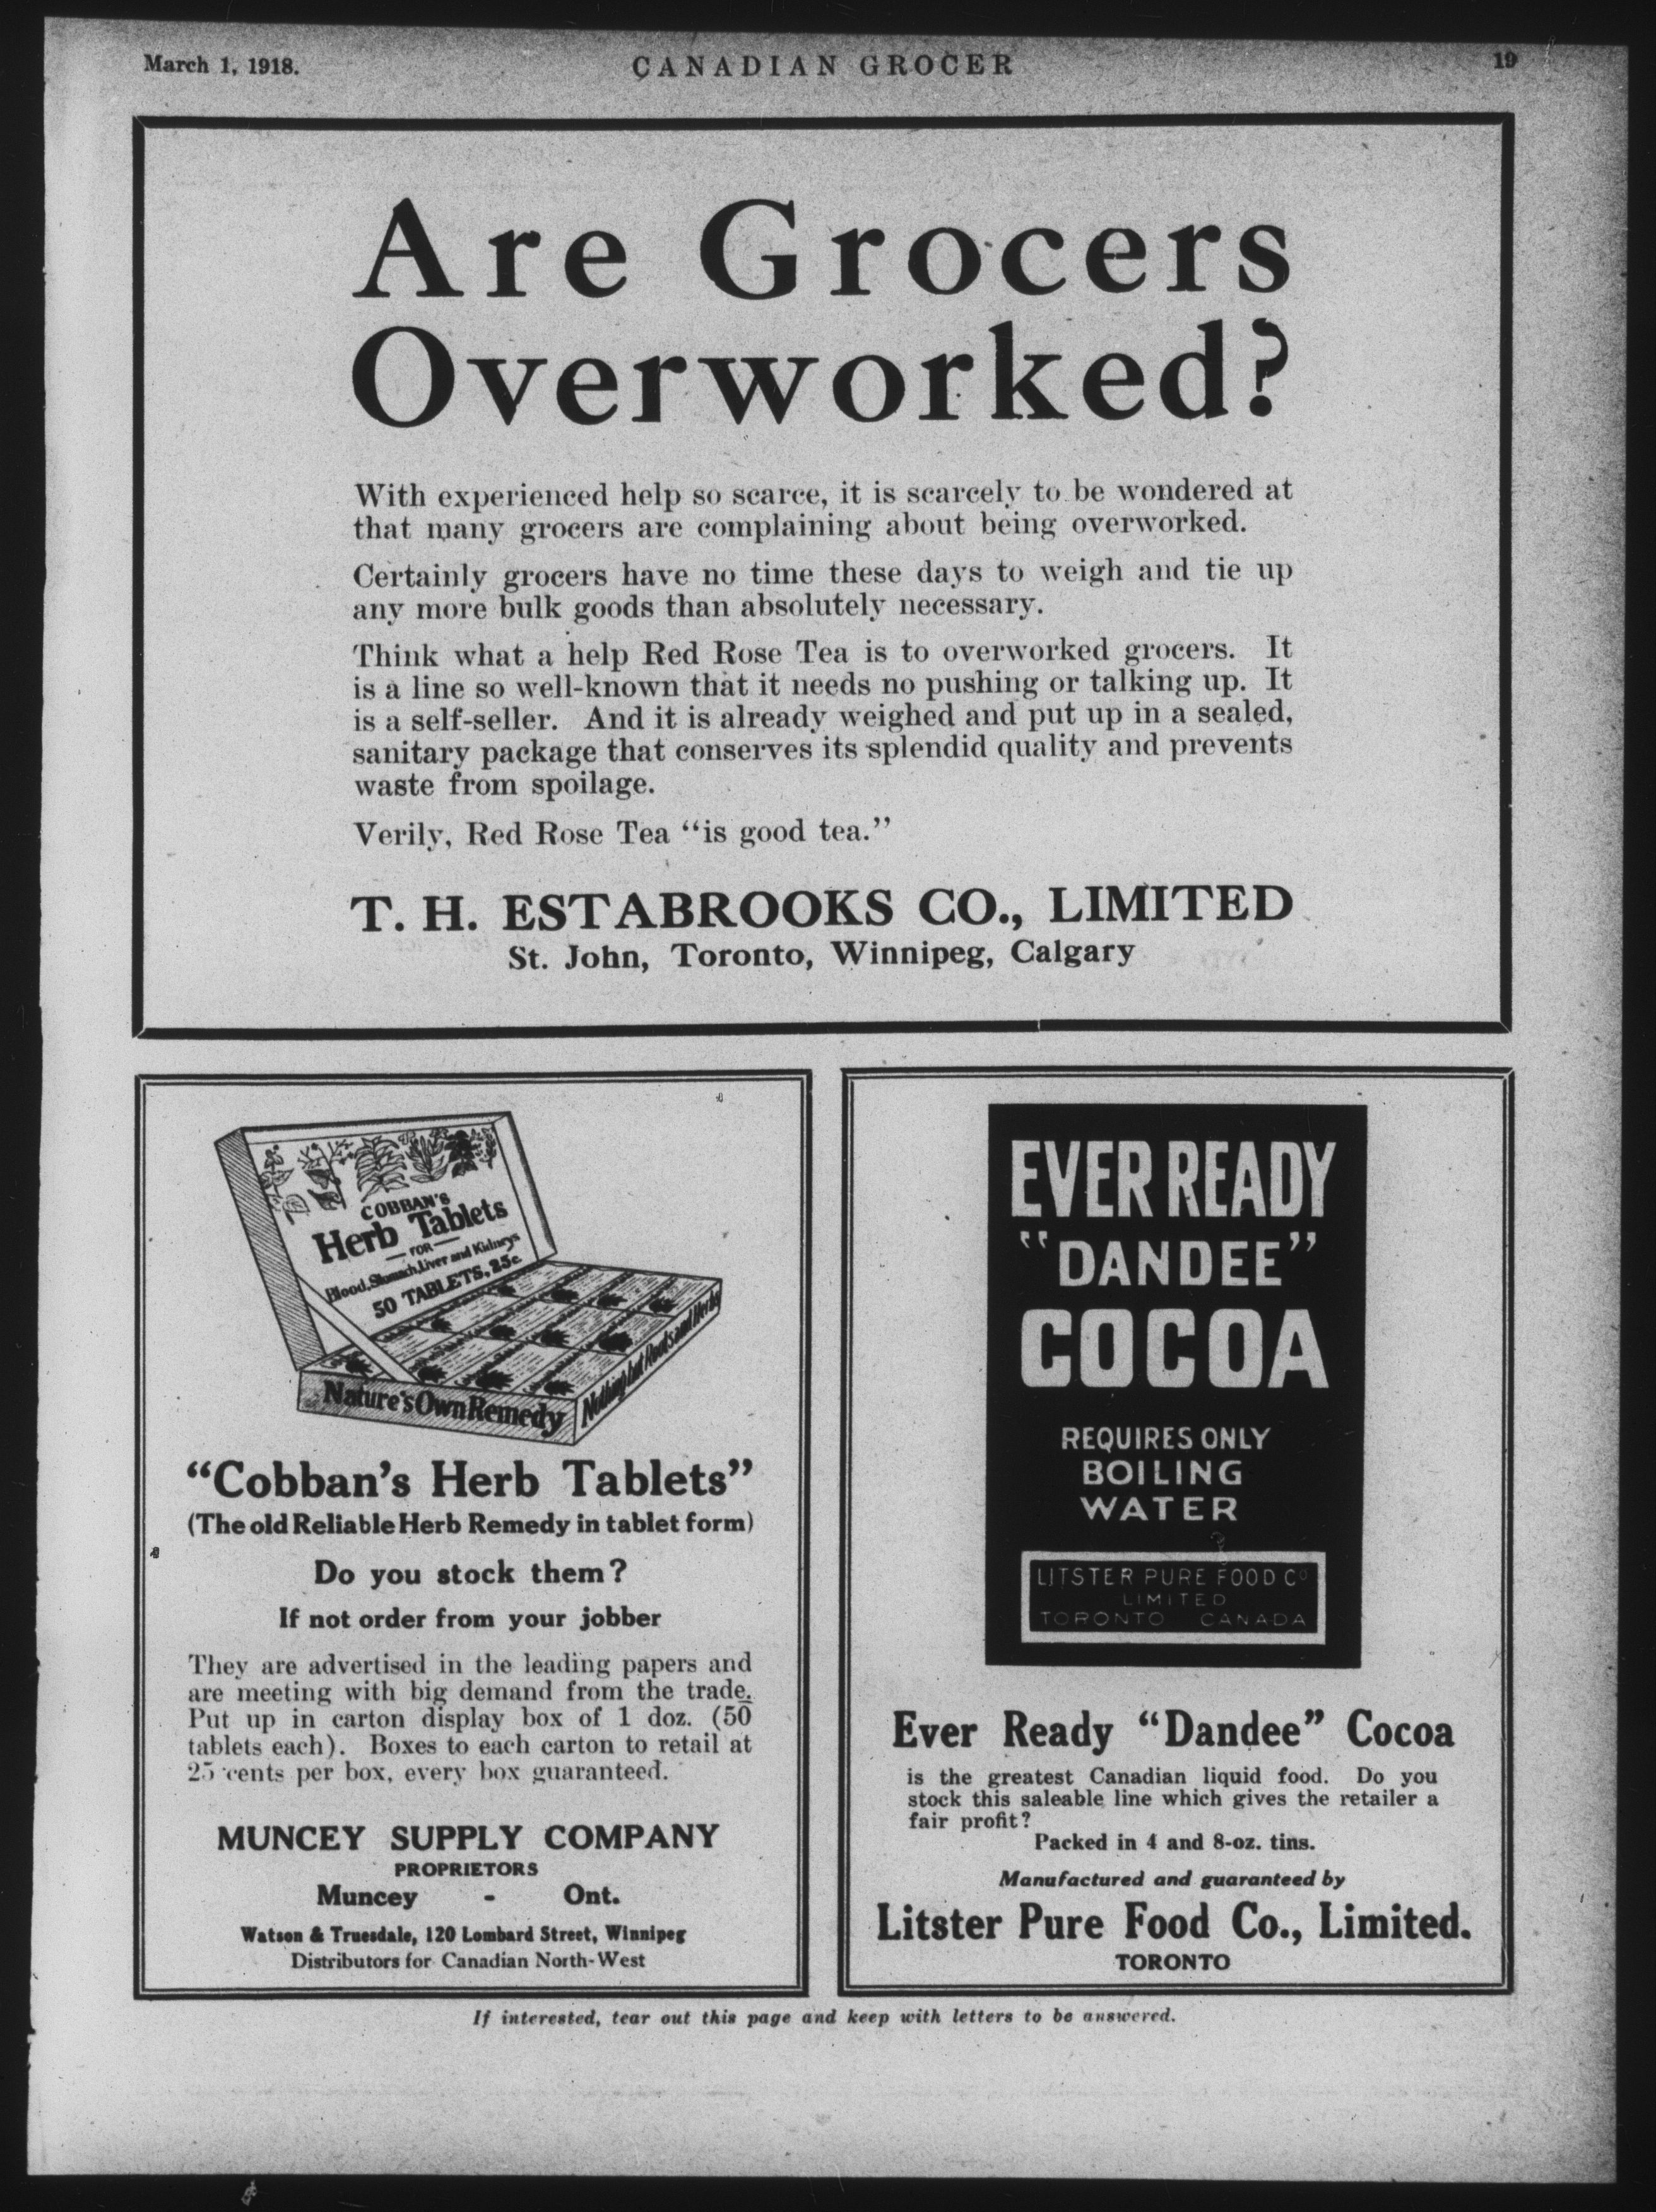 March 1, 1918.
CANADIAN GROCER
19
Are Grocers
Overworked?
With experienced help so scarce, it is scarcely to be wondered at
that many grocers are complaining about being overworked.
Certainly grocers have no time these days to weigh and tie up
any more bulk goods than absolutely necessary.
Think what a help Red Rose Tea is to overworked grocers. It
is a line so well-known that it needs no pushing or talking up. It
is a self-seller. And it is already weighed and put up in a sealed,
sanitary package that conserves its splendid quality and prevents
waste from spoilage.
Verily, Red Rose Tea “is good tea.”
T. H. ESTABROOKS CO., LIMITED
St. John, Toronto, Winnipeg, Calgary
COBBAN'S
Herb Tablets
— FOR —
Blood, Stomach, Liver and Kidneys
50 TABLETS, 25c.
Nature's Own Remedy
Nothing but Roots and Herbs
“Cobban's Herb Tablets”
(The old Reliable Herb Remedy in tablet form)
Do you stock them?
If not order from your jobber
They are advertised in the leading papers and
are meeting with big demand from the trade.
Put up in carton display box of 1 doz. (50
tablets each). Boxes to each carton to retail at
25 cents per box, every box guaranteed.
MUNCEY SUPPLY COMPANY
PROPRIETORS
Muncey - Ont.
Watson & Truesdale, 120 Lombard Street, Winnipeg
Distributors for Canadian North-West
EVER READY
“DANDEE”
COCOA
REQUIRES ONLY
BOILING
WATER
LITSTER PURE FOOD Co
LIMITED
TORONTO CANADA
Ever Ready “Dandee” Cocoa
is the greatest Canadian liquid food. Do you
stock this saleable line which gives the retailer a
fair profit?
Packed in 4 and 8-oz. tins.
Manufactured and guaranteed by
Litster Pure Food Co., Limited.
TORONTO
If interested, tear out this page and keep with letters to be answered.